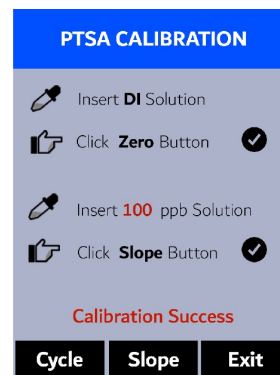 PTSA CALIBRATION
Insert DI Solution
Click Zero Button
Insert 100 ppb Solution
Click Slope Button
Calibration Success
Cycle Slope Exit